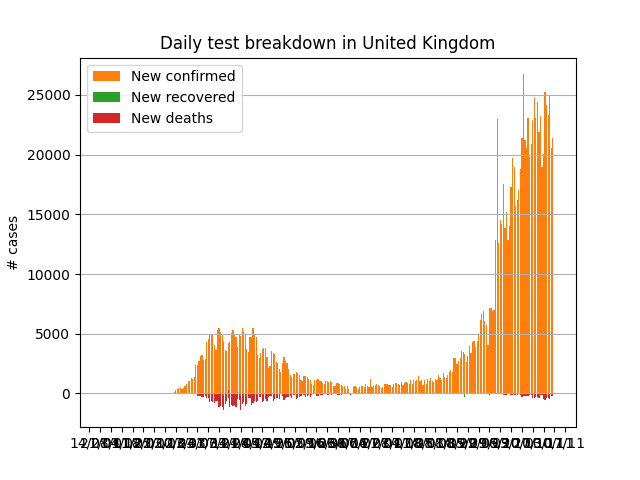 Daily test breakdown in United Kingdom
New confirmed
New recovered
New deaths
# cases
25000
20000
15000
10000
5000
0